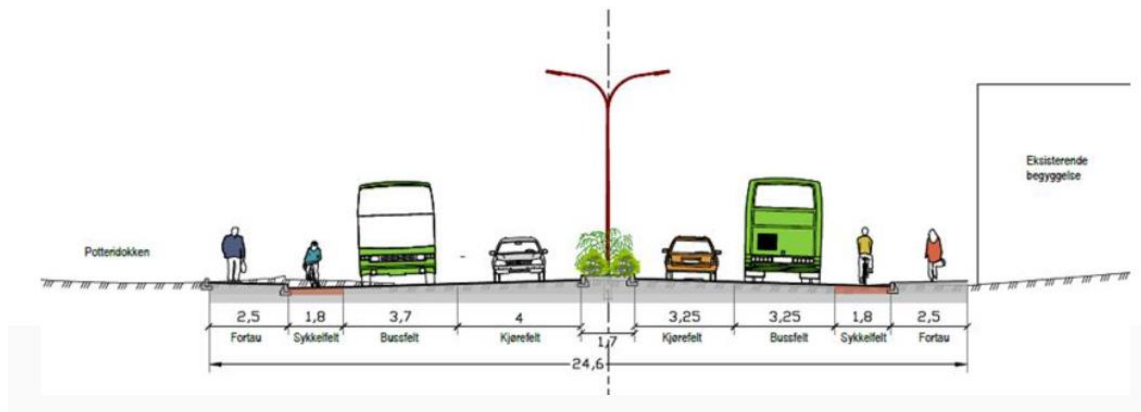 Eksisterende
begyggelse
Potteridokken
2,5 1,8 3,7 4 1,7 3,25 3,25 1,8 2,5
Fortau Sykkelfelt Bussfelt Kjørefelt Kjørefelt Bussfelt Sykkelfelt Fortau
24,6